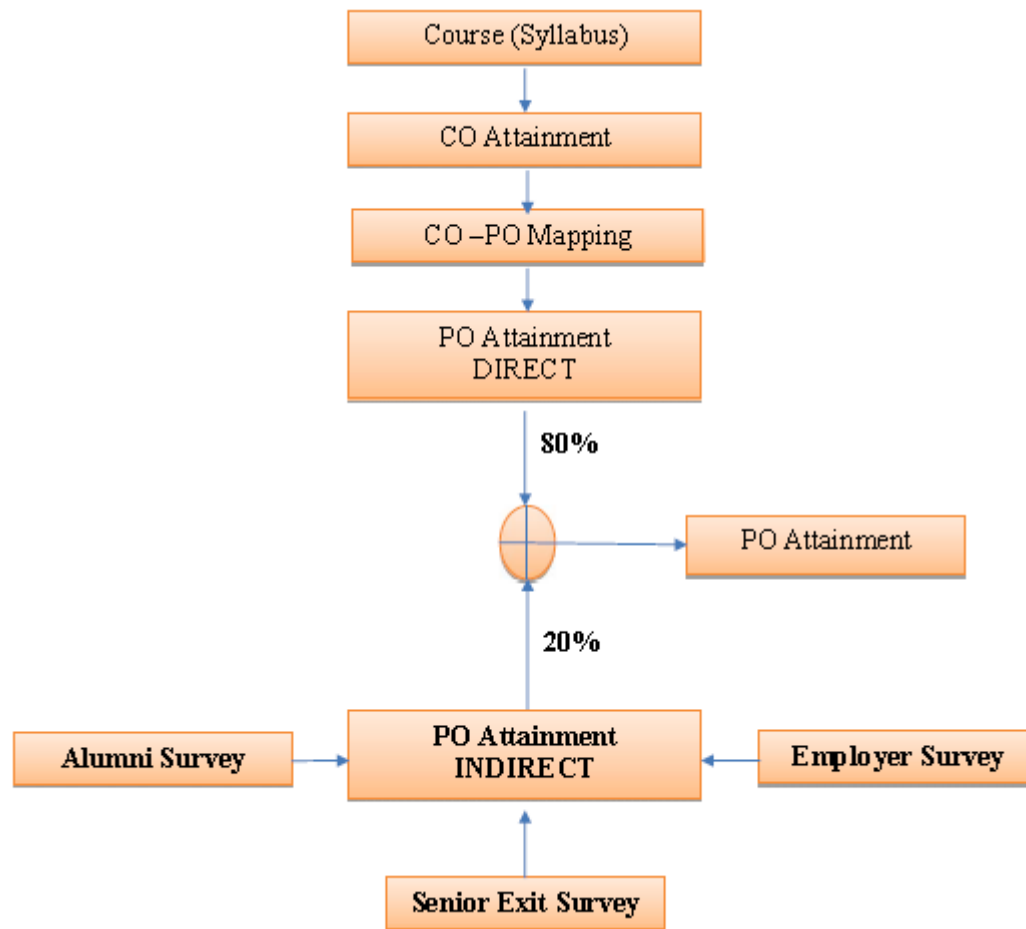 Course (Syllabus)
CO Attainment
CO –PO Mapping
PO Attainment
DIRECT
80%
PO Attainment
20%
PO Attainment
INDIRECT
Alumni Survey
Employer Survey
Senior Exit Survey